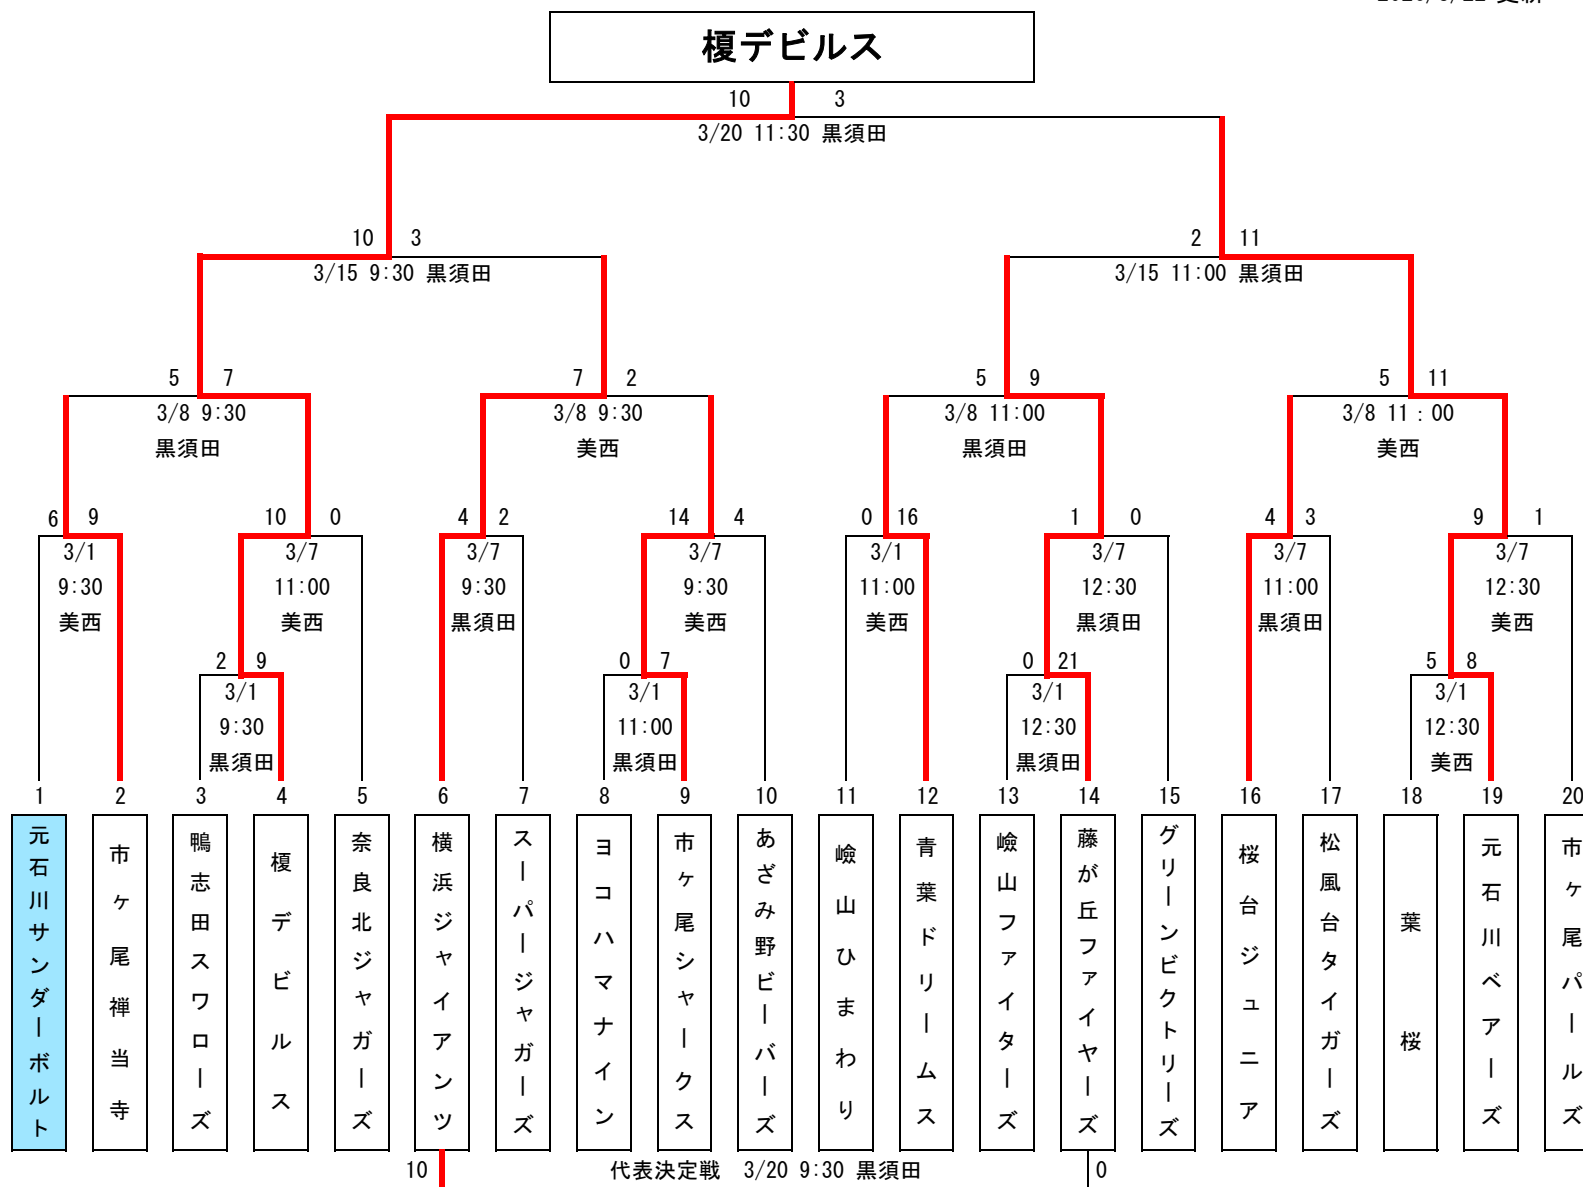 榎デビルス
10 3
3/20 11:30 黒須田
10 3 2 11
3/15 9:30 黒須田 3/15 11:00 黒須田
5 7 7 2 5 9 5 11
3/8 9:30 3/8 9:30 3/8 11:00 3/8 11：00
黒須田 美西 黒須田 美西
6 9 10 0 4 2 14 4 0 16 1 0 4 3 9 1
3/1 3/7 3/7 3/7 3/1 3/7 3/7 3/7
9:30 11:00 9:30 9:30 11:00 12:30 11:00 12:30
美西 美西 黒須田 美西 美西 黒須田 黒須田 美西
2 9 0 7 0 21 5 8
3/1 3/1 3/1 3/1
9:30 11:00 12:30 12:30
黒須田 黒須田 黒須田 美西
1 2 3 4 5 6 7 8 9 10 11 12 13 14 15 16 17 18 19 20
元石川サンダーボルト
市ヶ尾禅当寺
鴨志田スワローズ
榎デビルス
奈良北ジャガーズ
横浜ジャイアンツ
スーパージャガーズ
ヨコハマナイン
市ヶ尾シャークス
あざみ野ビーバーズ
嶮山ひまわり
青葉ドリームス
嶮山ファイターズ
藤が丘ファイヤーズ
グリーンビクトリーズ
桜台ジュニア
松風台タイガーズ
葉桜
元石川ベアーズ
市ヶ尾パールズ
10 代表決定戦 3/20 9:30 黒須田 0